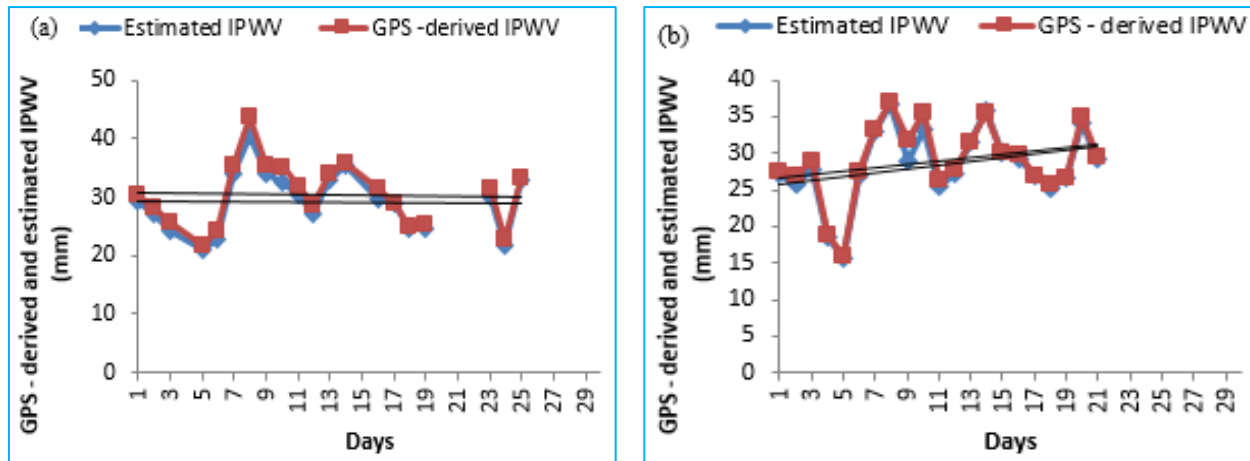 (a)
Estimated IPWV
GPS -derived IPWV
GPS - derived and estimated IPWV
(mm)
50
40
30
20
10
0
1 3 5 7 9 11 13 15 17 19 21 23 25 27 29
Days
(b)
Estimated IPWV
GPS - derived IPWV
GPS - derived and estimated IPWV
(mm)
40
35
30
25
20
15
10
5
0
1 3 5 7 9 11 13 15 17 19 21 23 25 27 29
Days